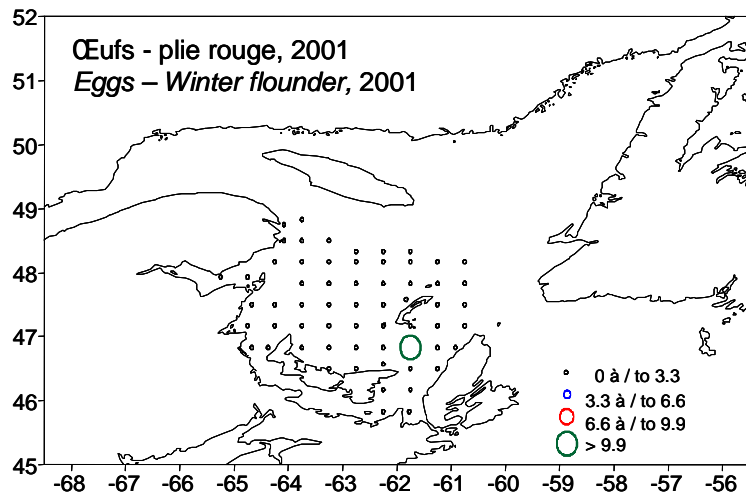 Œufs - plie rouge, 2001
Eggs – Winter flounder, 2001
52
51
50
49
48
47
46
45
0 à / to 3.3
3.3 à / to 6.6
6.6 à / to 9.9
> 9.9
-68 -67 -66 -65 -64 -63 -62 -61 -60 -59 -58 -57 -56